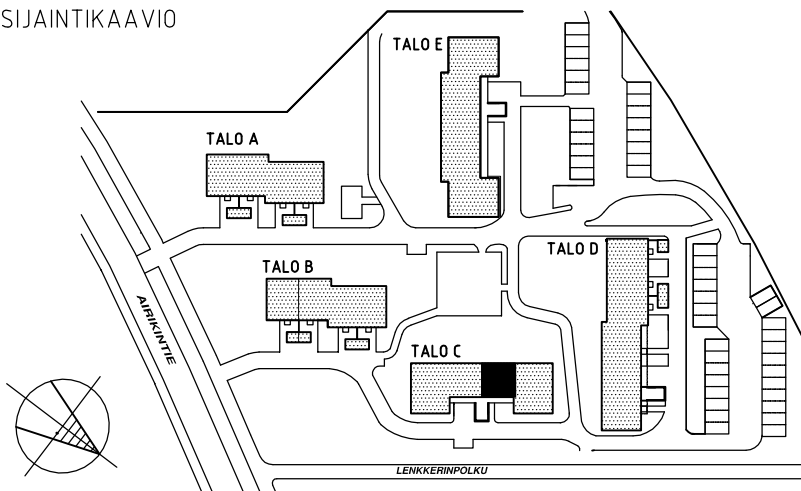 SIJAINTIKAAVIO
TALO E
TALO A
TALO D
TALO B
AIRIKINTIE
TALO C
LENKKERINPOLKU